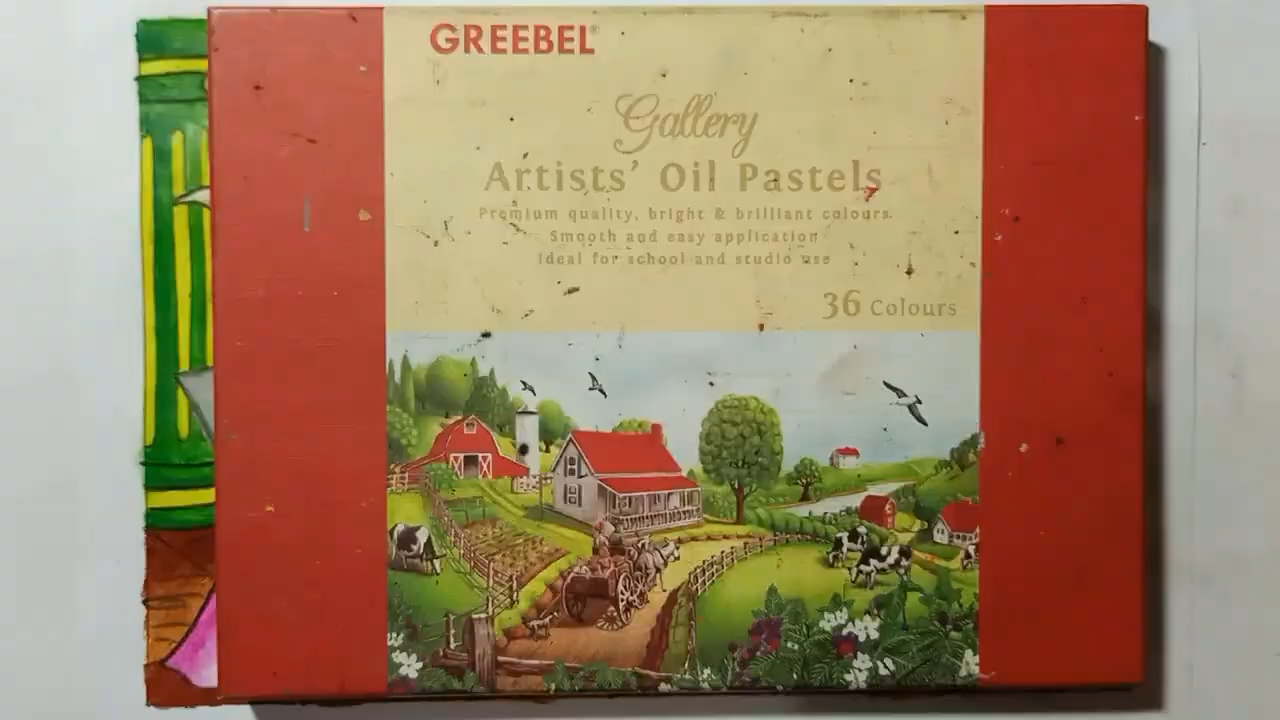 GREEBEL®
Gallery
Artists' Oil Pastels
Premium quality, bright & brilliant colours.
Smooth and easy application
Ideal for school and studio use
36 Colours